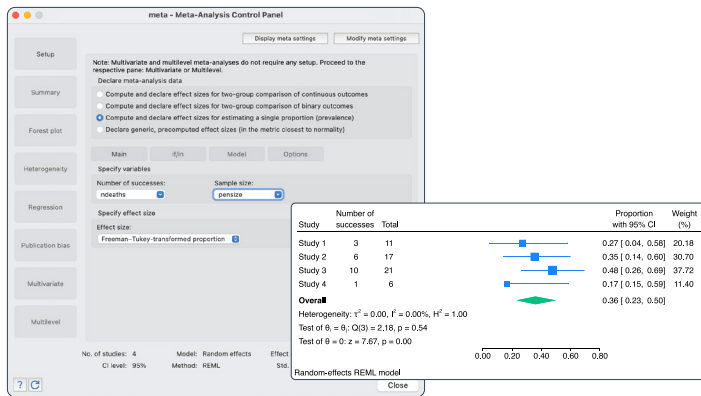 meta - Meta-Analysis Control Panel
Display meta settings
Modify meta settings
Setup
Summary
Forest plot
Heterogeneity
Regression
Publication bias
Multivariate
Multilevel
Note: Multivariate and multilevel meta-analyses do not require any setup. Proceed to the
respective pane: Multivariate or Multilevel.
Declare meta-analysis data
Compute and declare effect sizes for two-group comparison of continuous outcomes
Compute and declare effect sizes for two-group comparison of binary outcomes
Compute and declare effect sizes for estimating a single proportion (prevalence)
Declare generic, precomputed effect sizes (in the metric closest to normality)
Main if/in Model Options
Specify variables
Number of successes: Sample size:
ndeaths pensize
Specify effect size
Effect size:
Freeman-Tukey-transformed proportion
No. of studies: 4 Model: Random effects Effect
CI level: 95% Method: REML Std.
? Close
Number of Proportion Weight
Study successes Total with 95% CI (%)
Study 1 3 11 0.27 [ 0.04, 0.58] 20.18
Study 2 6 17 0.35 [ 0.14, 0.60] 30.70
Study 3 10 21 0.48 [ 0.26, 0.69] 37.72
Study 4 1 6 0.17 [ 0.15, 0.59] 11.40
Overall 0.36 [ 0.23, 0.50]
Heterogeneity: τ² = 0.00, I² = 0.00%, H² = 1.00
Test of θᵢ = θⱼ: Q(3) = 2.18, p = 0.54
Test of θ = 0: z = 7.67, p = 0.00
0.00 0.20 0.40 0.60 0.80
Random-effects REML model